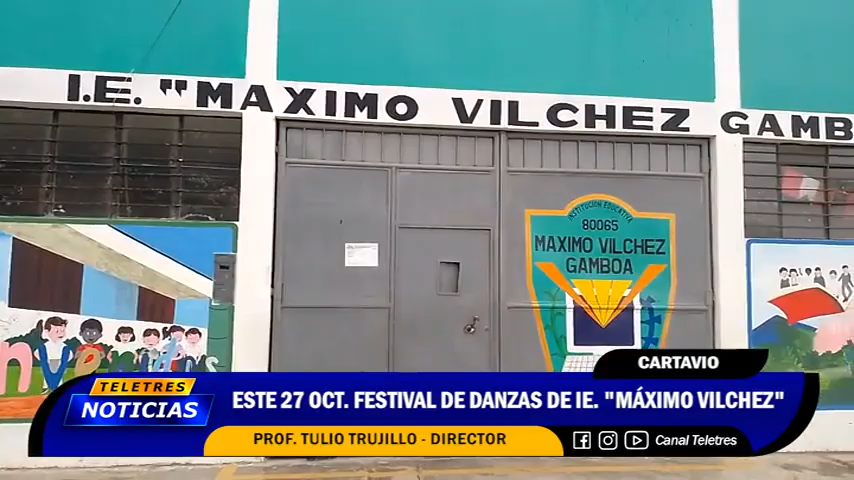 I.E. "MAXIMO VILCHEZ GAMB
INSTITUCIÓN EDUCATIVA
80065
MAXIMO VILCHEZ
GAMBOA
CARTAVIO
TELETRES
NOTICIAS
ESTE 27 OCT. FESTIVAL DE DANZAS DE IE. "MÁXIMO VILCHEZ"
PROF. TULIO TRUJILLO - DIRECTOR
Canal Teletres